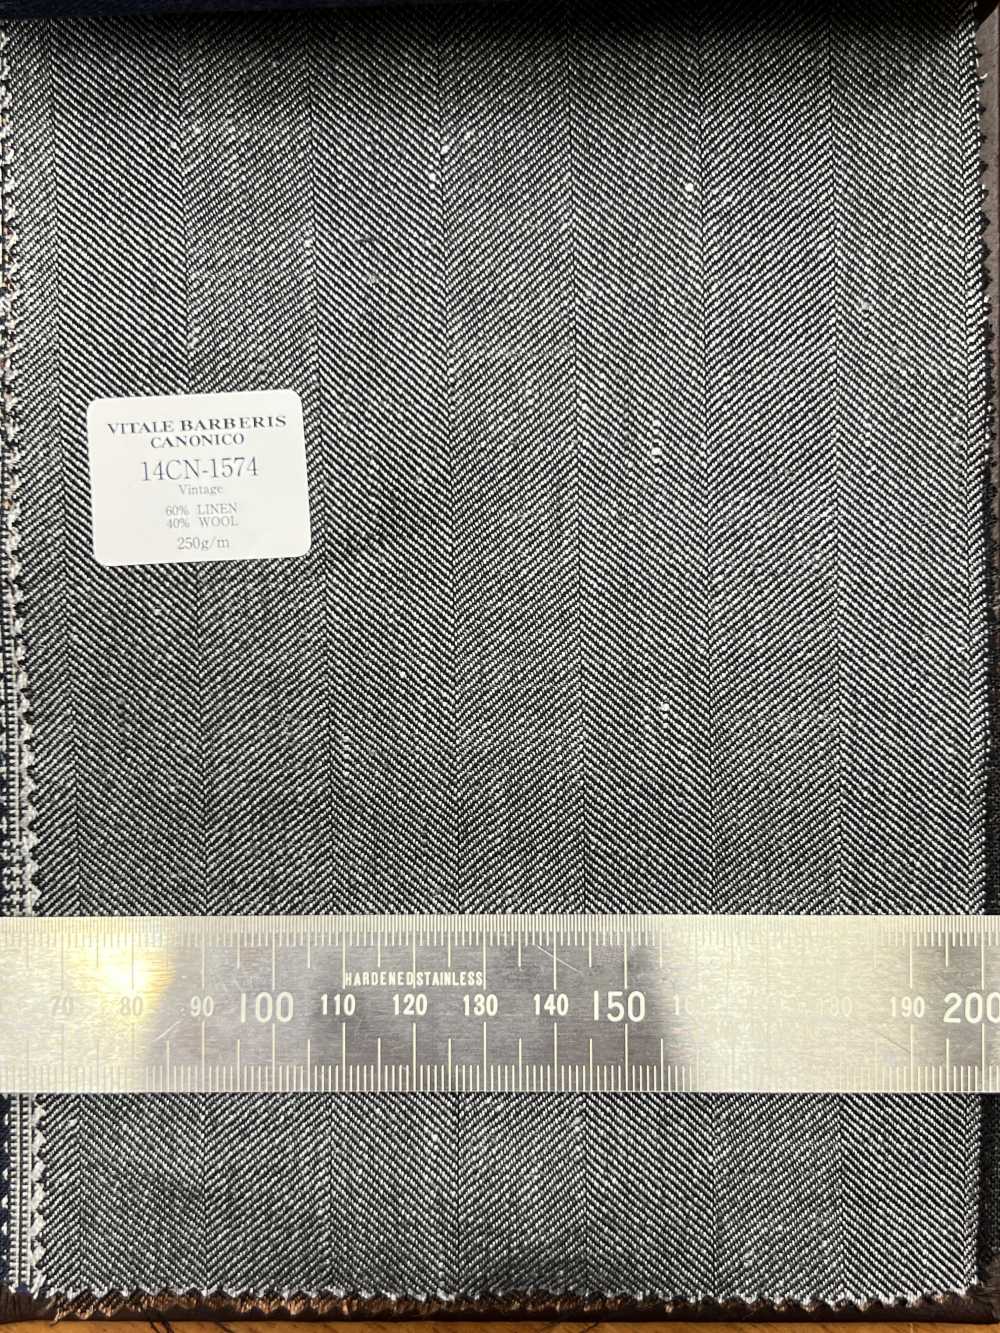 VITALE BARBERIS
CANONICO
14CN-1574
Vintage
60% LINEN
40% WOOL
250g/m
HARDENED STAINLESS
70 80 90 100 110 120 130 140 150 180 190 200